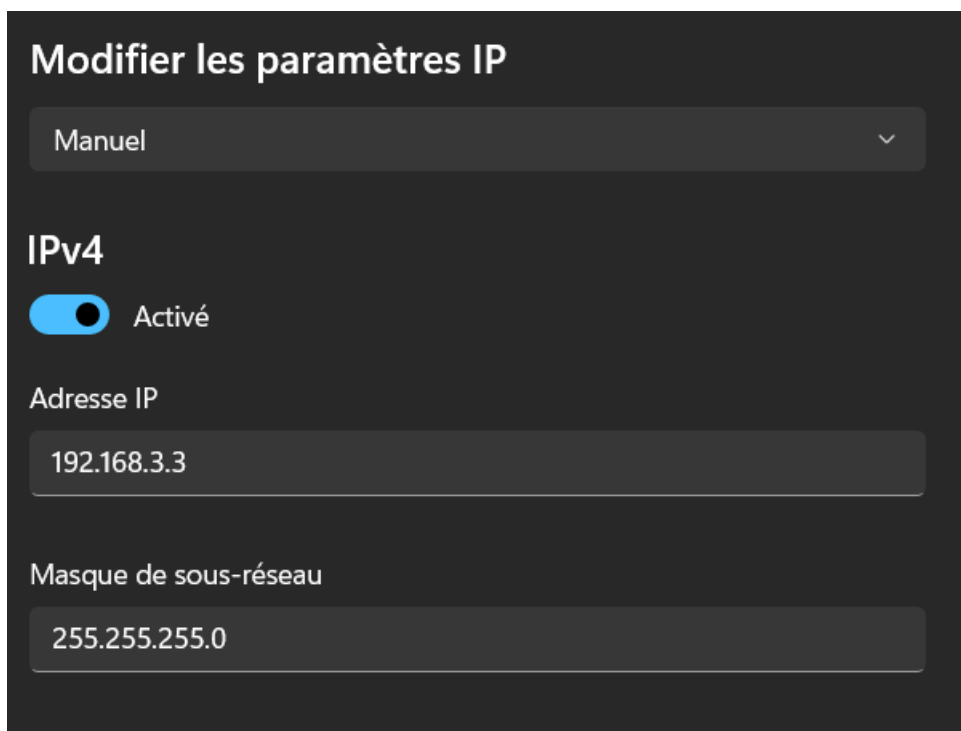 Modifier les paramètres IP
Manuel
IPv4
Activé
Adresse IP
192.168.3.3
Masque de sous-réseau
255.255.255.0